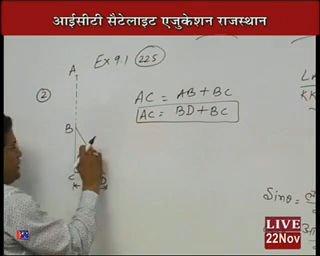 आईसीटी सैटेलाइट एजुकेशन राजस्थान
Ex 9.1 (225)
A
②
AC = AB + BC
AC = BD + BC
B
C
Sinθ =
LIVE
22Nov